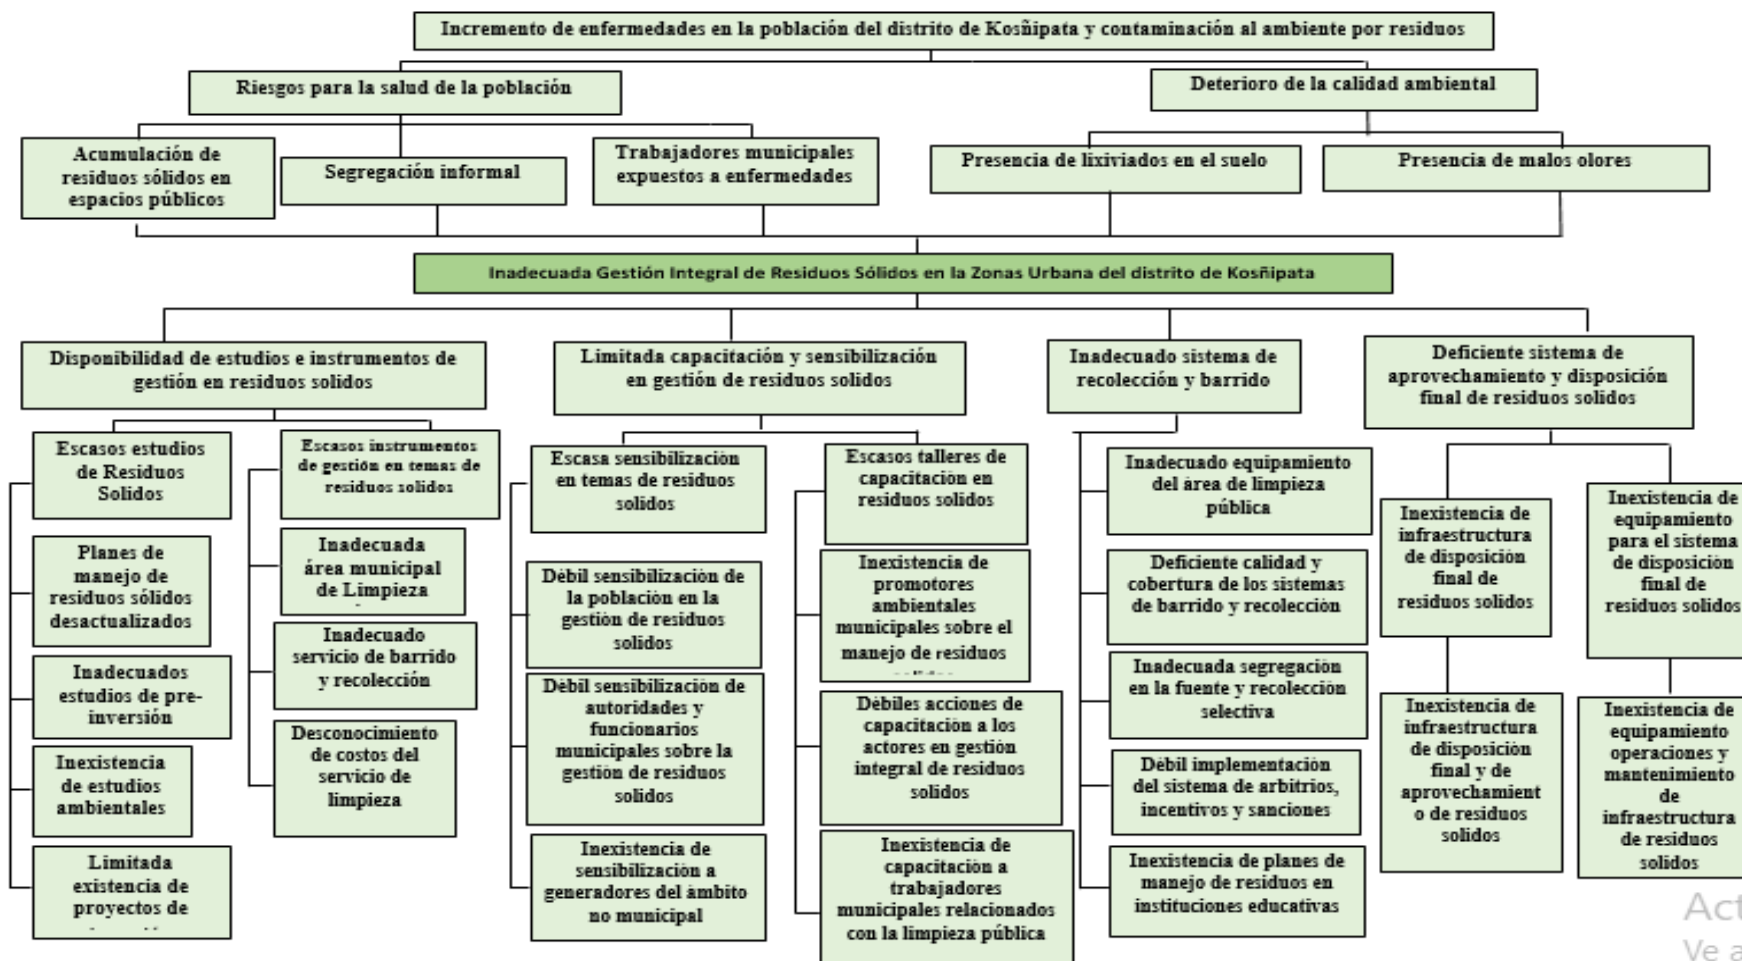 Incremento de enfermedades en la población del distrito de Kosñipata y contaminación al ambiente por residuos
Riesgos para la salud de la población
Deterioro de la calidad ambiental
Acumulación de
residuos sólidos en
espacios públicos
Segregación informal
Trabajadores municipales
expuestos a enfermedades
Presencia de lixiviados en el suelo
Presencia de malos olores
Inadecuada Gestión Integral de Residuos Sólidos en la Zonas Urbana del distrito de Kosñipata
Disponibilidad de estudios e instrumentos de
gestión en residuos solidos
Limitada capacitación y sensibilización
en gestión de residuos solidos
Inadecuado sistema de
recolección y barrido
Deficiente sistema de
aprovechamiento y disposición
final de residuos solidos
Escasos estudios
de Residuos
Solidos
Planes de
manejo de
residuos sólidos
desactualizados
Inadecuados
estudios de pre-
inversión
Inexistencia
de estudios
ambientales
Limitada
existencia de
proyectos de
Escasos instrumentos
de gestión en temas de
residuos solidos
Inadecuada
área municipal
de Limpieza
Inadecuado
servicio de barrido
y recolección
Desconocimiento
de costos del
servicio de
limpieza
Escasa sensibilización
en temas de residuos
solidos
Débil sensibilización de
la población en la
gestión de residuos
solidos
Débil sensibilización de
autoridades y
funcionarios
municipales sobre la
gestión de residuos
solidos
Inexistencia de
sensibilización a
generadores del ámbito
no municipal
Escasos talleres de
capacitación en
residuos solidos
Inexistencia de
promotores
ambientales
municipales sobre el
manejo de residuos
Débiles acciones de
capacitación a los
actores en gestión
integral de residuos
solidos
Inexistencia de
capacitación a
trabajadores
municipales relacionados
con la limpieza pública
Inadecuado equipamiento
del área de limpieza
pública
Deficiente calidad y
cobertura de los sistemas
de barrido y recolección
Inadecuada segregación
en la fuente y recolección
selectiva
Débil implementación
del sistema de arbitrios,
incentivos y sanciones
Inexistencia de planes de
manejo de residuos en
instituciones educativas
Inexistencia de
infraestructura
de disposición
final de
residuos solidos
Inexistencia de
infraestructura
de disposición
final y de
aprovechamient
o de residuos
solidos
Inexistencia de
equipamiento
para el sistema
de disposición
final de
residuos solidos
Inexistencia de
equipamiento
operaciones y
mantenimiento
de
infraestructura
de residuos
solidos
Act
Ve a